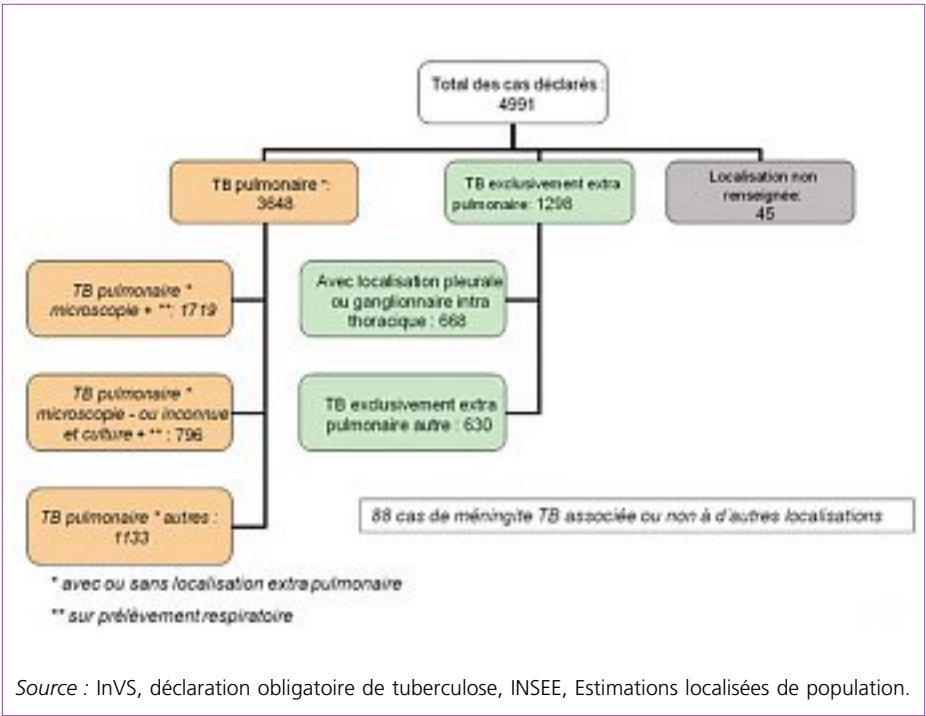 Total des cas déclarés :
4991
TB pulmonaire *:
3648
TB exclusivement extra
pulmonaire: 1298
Localisation non
renseignée:
45
TB pulmonaire *
microscopie + **: 1719
Avec localisation pleurale
ou ganglionnaire intra
thoracique : 668
TB pulmonaire *
microscopie - ou inconnue
et culture + ** : 796
TB exclusivement extra
pulmonaire autre : 630
TB pulmonaire * autres :
1133
88 cas de méningite TB associée ou non à d'autres localisations
* avec ou sans localisation extra pulmonaire
** sur prélèvement respiratoire
Source : InVS, déclaration obligatoire de tuberculose, INSEE, Estimations localisées de population.